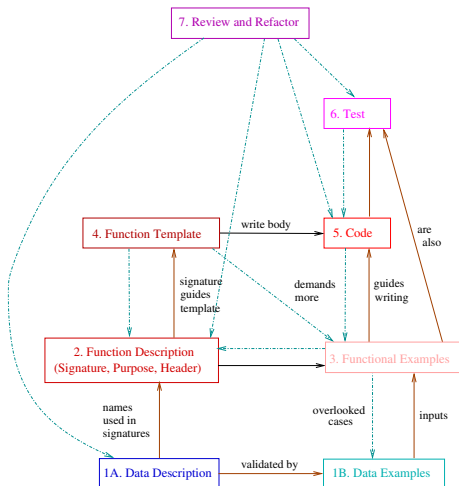 7. Review and Refactor
6. Test
4. Function Template
write body
5. Code
are
also
signature
guides
template
demands
more
guides
writing
2. Function Description
(Signature, Purpose, Header)
3. Functional Examples
names
used in
signatures
overlooked
cases
inputs
1A. Data Description
validated by
1B. Data Examples